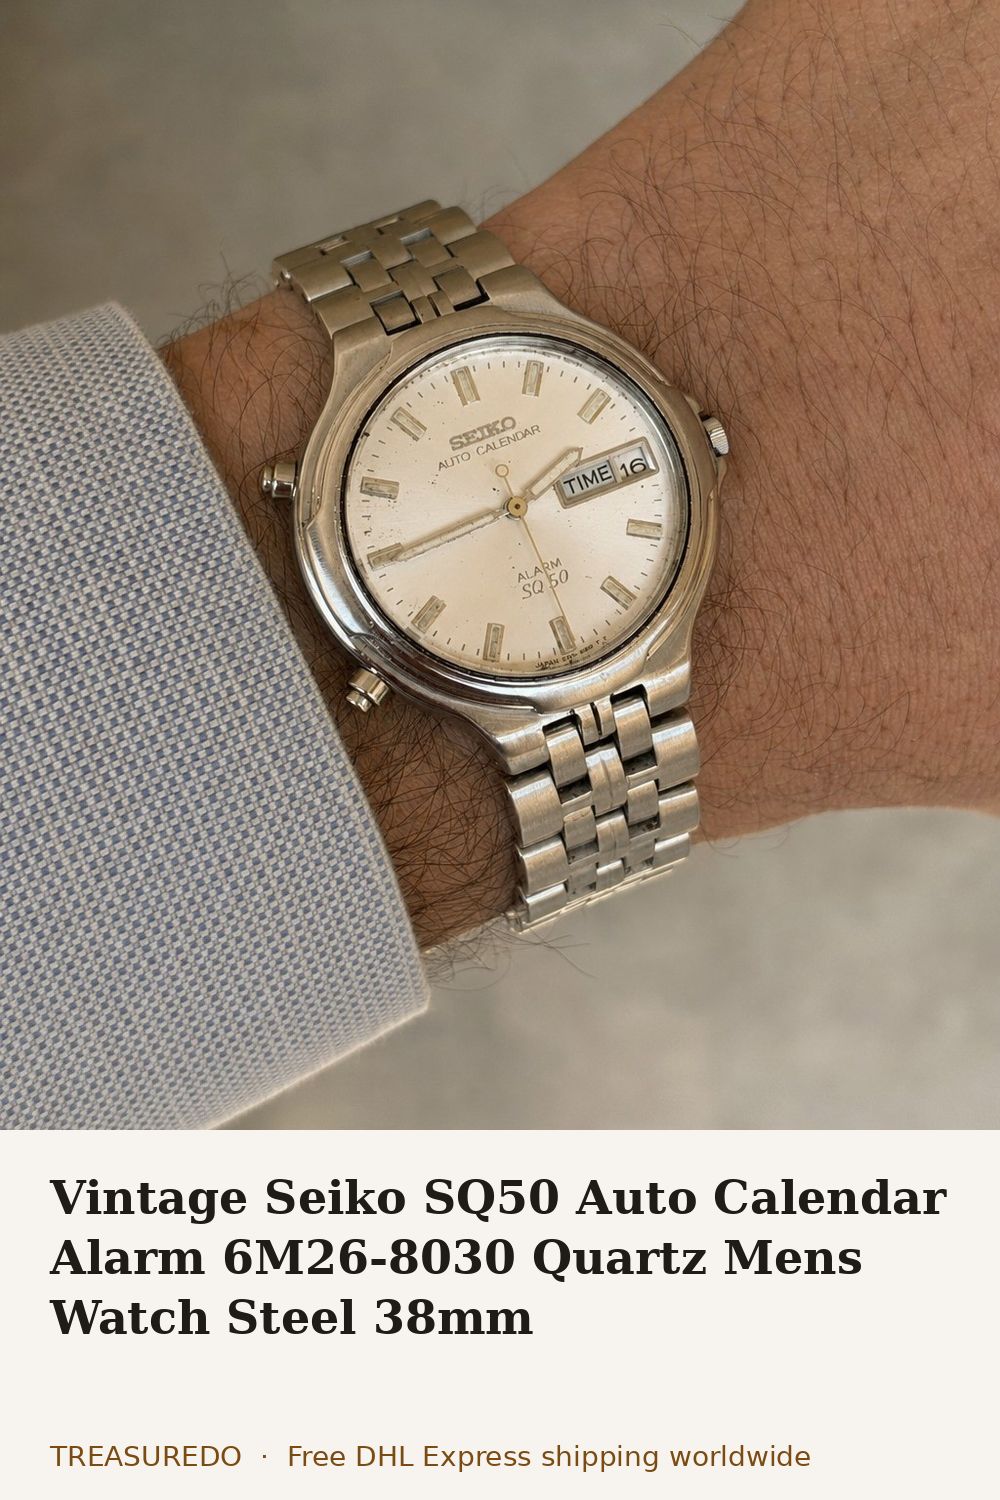 SEIKO
AUTO CALENDAR
TIME 16
ALARM
SQ 50
JAPAN
Vintage Seiko SQ50 Auto Calendar
Alarm 6M26-8030 Quartz Mens
Watch Steel 38mm
TREASUREDO · Free DHL Express shipping worldwide